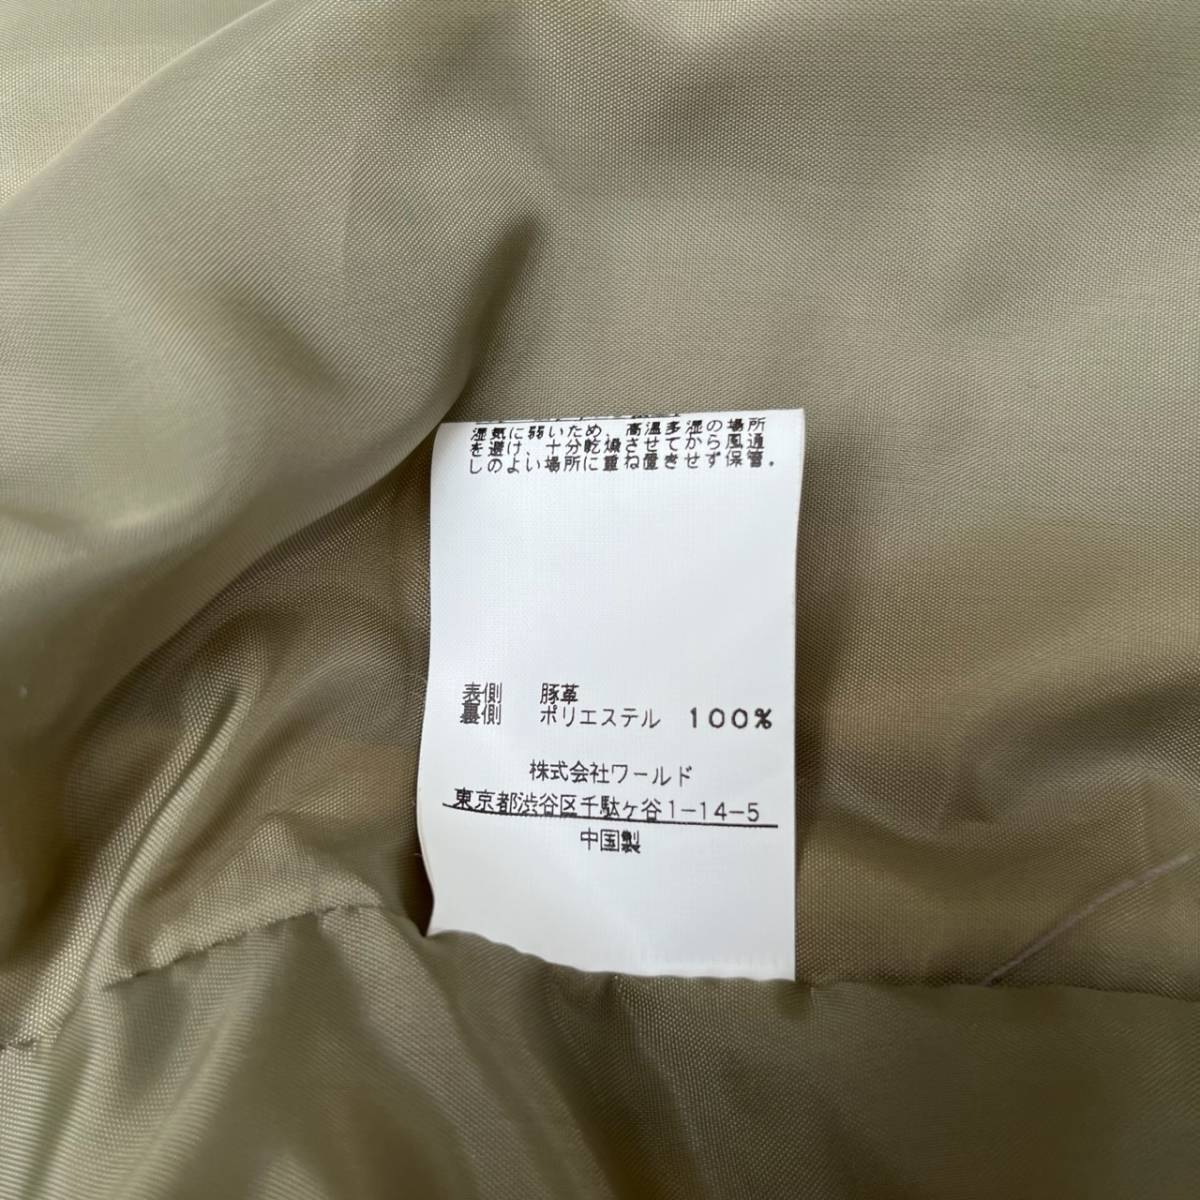 湿気に弱いため、高温多湿の場所
を避け、十分乾燥させてから風通
しのよい場所に重ね置きせず保管。
表側 豚革
裏側 ポリエステル 100%
株式会社ワールド
東京都渋谷区千駄ヶ谷1-14-5
中国製